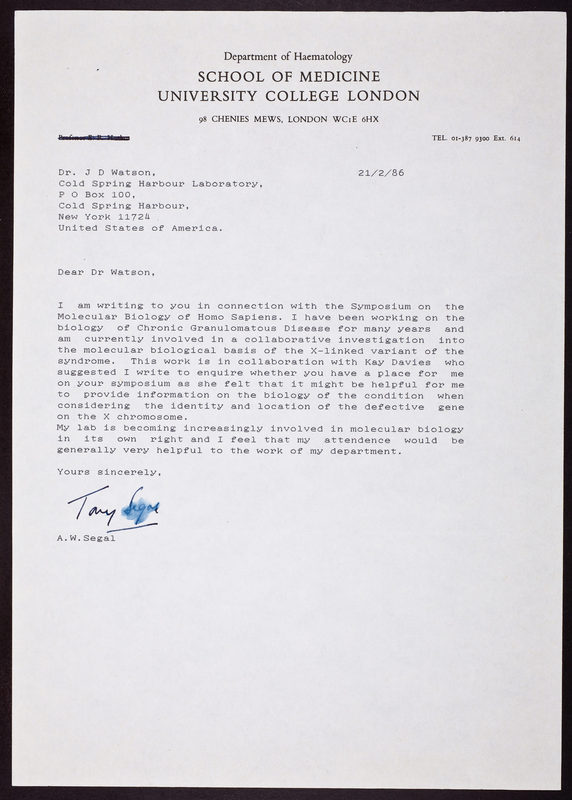 Department of Haematology
SCHOOL OF MEDICINE
UNIVERSITY COLLEGE LONDON
98 CHENIES MEWS, LONDON WC1E 6HX
TEL. 01-387 9300 Ext. 614
Dr. J D Watson, 21/2/86
Cold Spring Harbour Laboratory,
P O Box 100,
Cold Spring Harbour,
New York 11724
United States of America.
Dear Dr Watson,
I am writing to you in connection with the Symposium on the
Molecular Biology of Homo Sapiens. I have been working on the
biology of Chronic Granulomatous Disease for many years and
am currently involved in a collaborative investigation into
the molecular biological basis of the X-linked variant of the
syndrome. This work is in collaboration with Kay Davies who
suggested I write to enquire whether you have a place for me
on your symposium as she felt that it might be helpful for me
to provide information on the biology of the condition when
considering the identity and location of the defective gene
on the X chromosome.
My lab is becoming increasingly involved in molecular biology
in its own right and I feel that my attendence would be
generally very helpful to the work of my department.
Yours sincerely,
Tony Segal
A.W.Segal